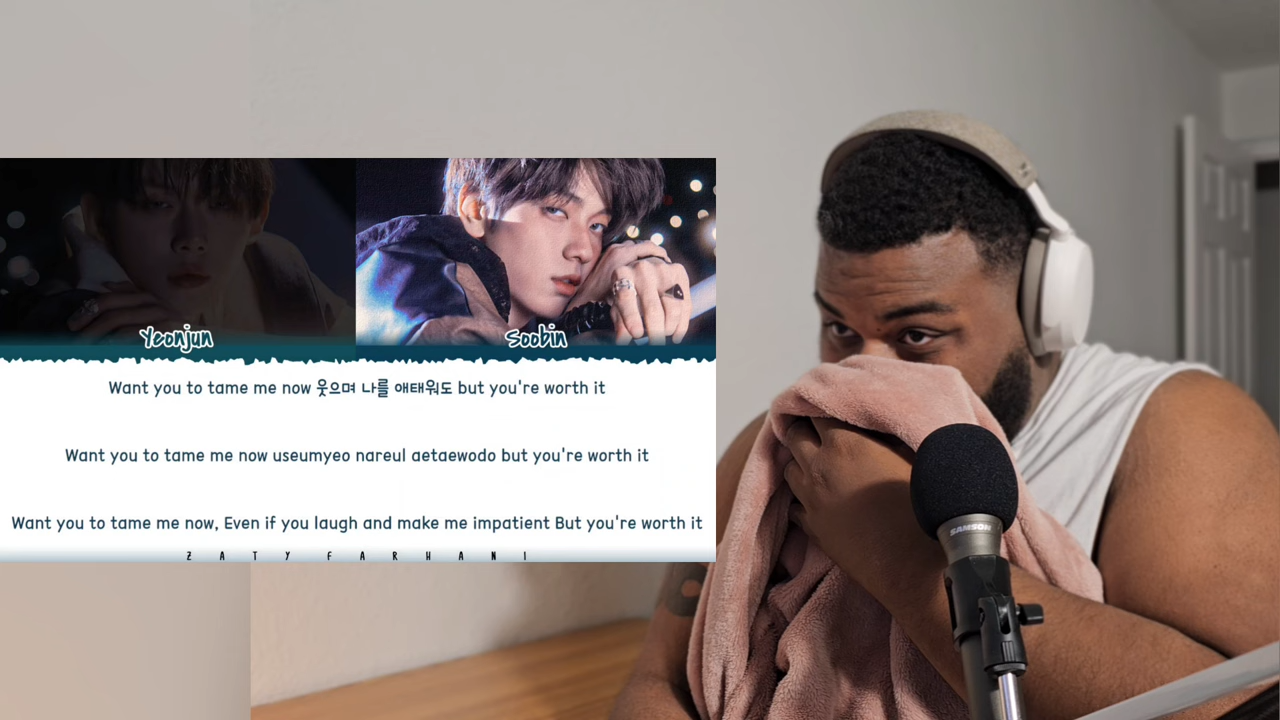 Yeonjun
Soobin
Want you to tame me now 웃으며 나를 애태워도 but you're worth it
Want you to tame me now useumyeo nareul aetaewodo but you're worth it
Want you to tame me now, Even if you laugh and make me impatient But you're worth it
ZATY FARHANI
SAMSON